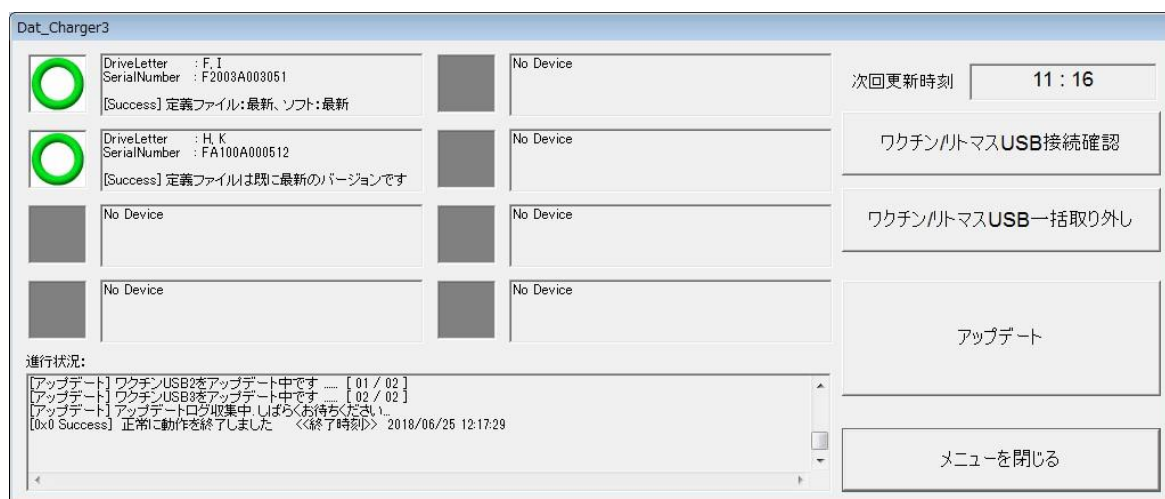 Dat_Charger3
DriveLetter : F, I
SerialNumber : F2003A003051
[Success] 定義ファイル:最新、ソフト:最新
No Device
DriveLetter : H, K
SerialNumber : FA100A000512
[Success] 定義ファイルは既に最新のバージョンです
No Device
No Device
No Device
No Device
No Device
次回更新時刻 11:16
ワクチン/リトマスUSB接続確認
ワクチン/リトマスUSB一括取り外し
アップデート
メニューを閉じる
進行状況:
[アップデート] ワクチンUSB2をアップデート中です ..... [ 01 / 02 ]
[アップデート] ワクチンUSB3をアップデート中です ..... [ 02 / 02 ]
[アップデート] アップデートログ収集中.しばらくお待ちください...
[0x0 Success] 正常に動作を終了しました <<終了時刻>> 2018/06/25 12:17:29